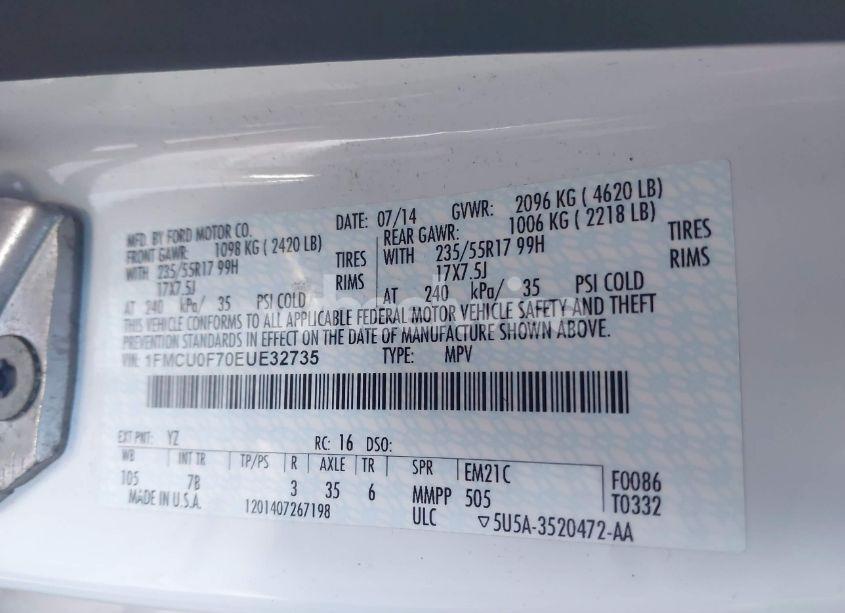 MFD. BY FORD MOTOR CO. DATE: 07/14 GVWR: 2096 KG ( 4620 LB)
FRONT GAWR: 1098 KG ( 2420 LB) REAR GAWR: 1006 KG ( 2218 LB)
WITH 235/55R17 99H TIRES WITH 235/55R17 99H TIRES
17X7.5J RIMS 17X7.5J RIMS
AT 240 kPa/ 35 PSI COLD AT 240 kPa/ 35 PSI COLD
THIS VEHICLE CONFORMS TO ALL APPLICABLE FEDERAL MOTOR VEHICLE SAFETY AND THEFT
PREVENTION STANDARDS IN EFFECT ON THE DATE OF MANUFACTURE SHOWN ABOVE.
VIN: 1FMCU0F70EUE32735 TYPE: MPV
EXT PNT: YZ RC: 16 DSO:
WB INT TR TP/PS R AXLE TR SPR EM21C F0086
105 7B 3 35 6 MMPP 505 T0332
MADE IN U.S.A. 1201407267198 ULC ▽5U5A-3520472-AA